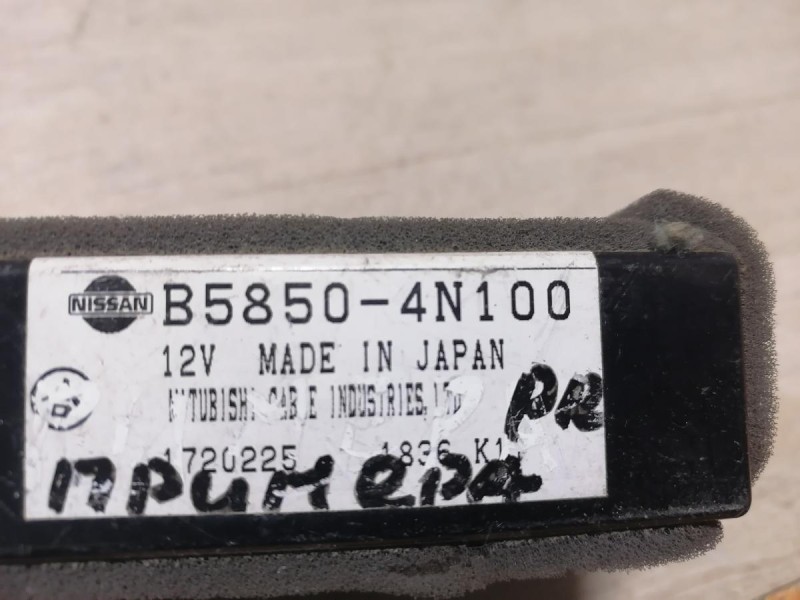 NISSAN
B5850-4N100
12V MADE IN JAPAN
INDUSTRIES, LTD
1720225 1836 K1
примера